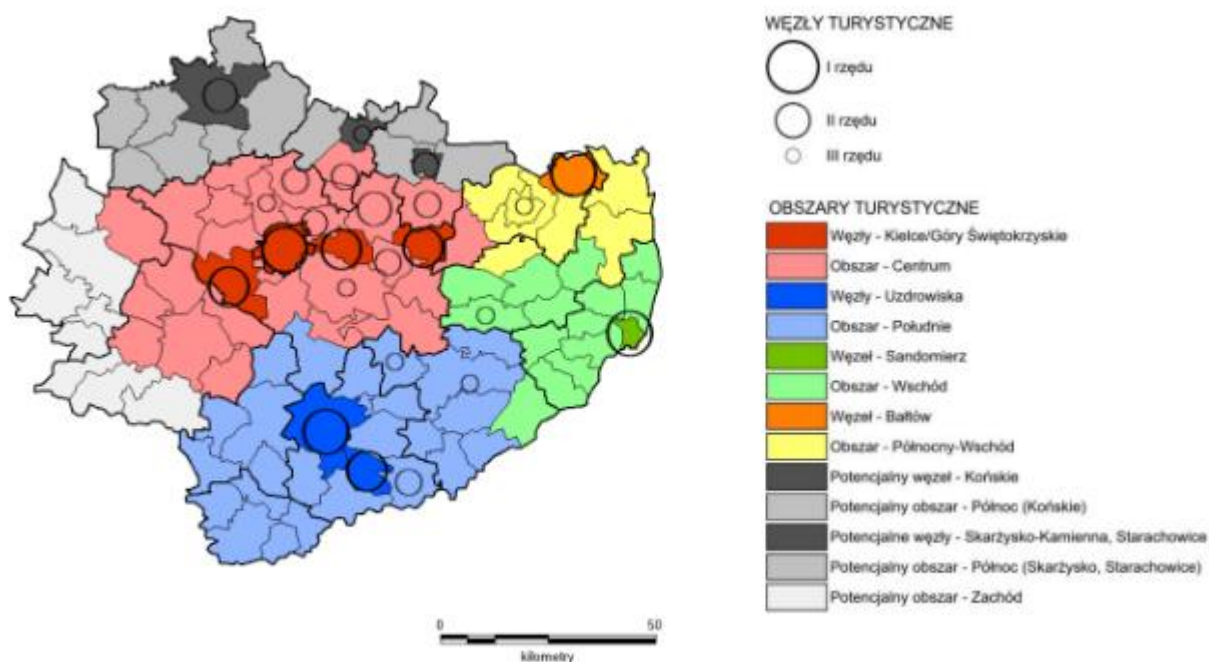 WĘZŁY TURYSTYCZNE
I rzędu
II rzędu
III rzędu
OBSZARY TURYSTYCZNE
Węzły - Kielce/Góry Świętokrzyskie
Obszar - Centrum
Węzły - Uzdrowiska
Obszar - Południe
Węzeł - Sandomierz
Obszar - Wschód
Węzeł - Bałtów
Obszar - Północny-Wschód
Potencjalny węzeł - Końskie
Potencjalny obszar - Północ (Końskie)
Potencjalne węzły - Skarżysko-Kamienna, Starachowice
Potencjalny obszar - Północ (Skarżysko, Starachowice)
Potencjalny obszar - Zachód
0 50
kilometry